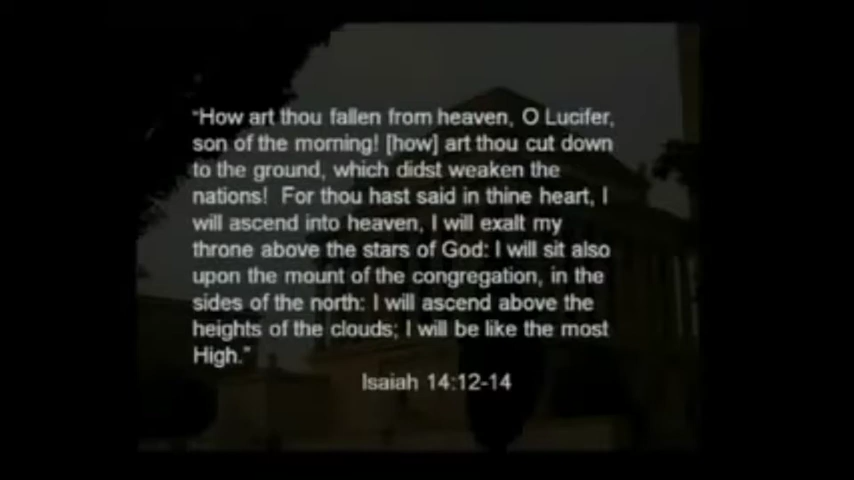 "How art thou fallen from heaven, O Lucifer,
son of the morning! [how] art thou cut down
to the ground, which didst weaken the
nations!  For thou hast said in thine heart, I
will ascend into heaven, I will exalt my
throne above the stars of God: I will sit also
upon the mount of the congregation, in the
sides of the north: I will ascend above the
heights of the clouds; I will be like the most
High."
Isaiah 14:12-14